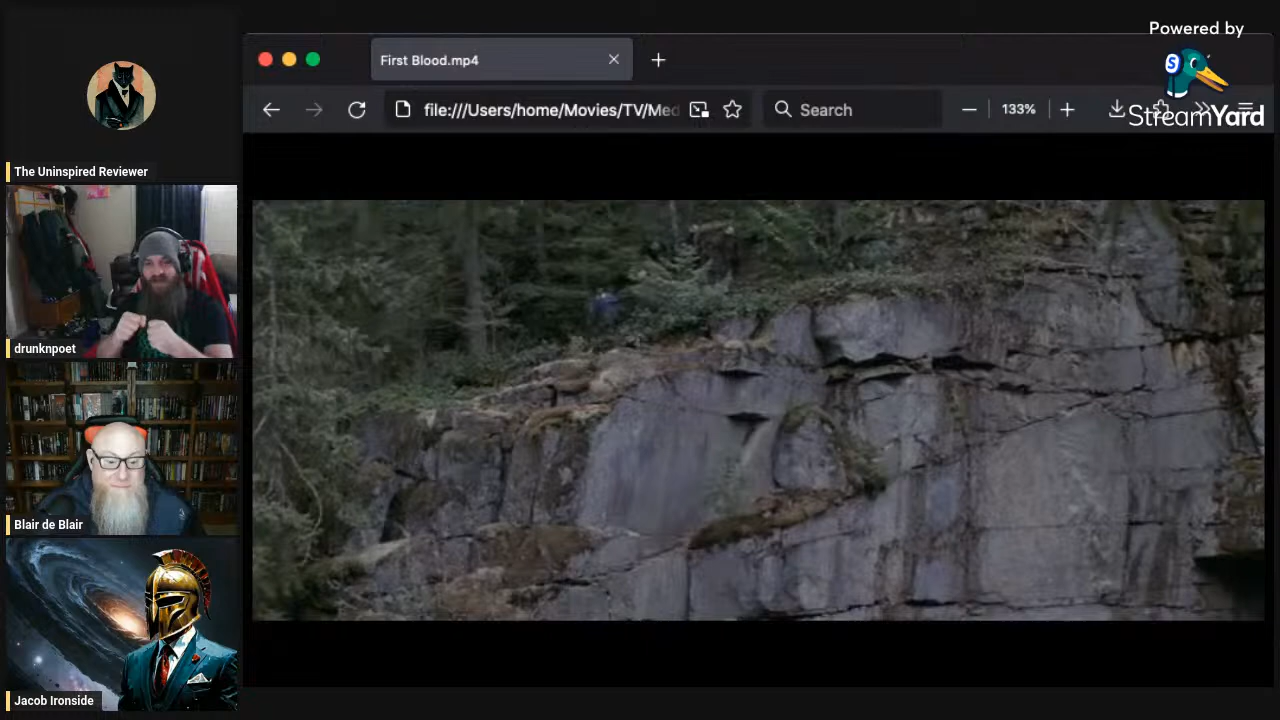 Powered by
StreamYard
First Blood.mp4
file:///Users/home/Movies/TV/Med
Search
133%
The Uninspired Reviewer
drunknpoet
Blair de Blair
Jacob Ironside